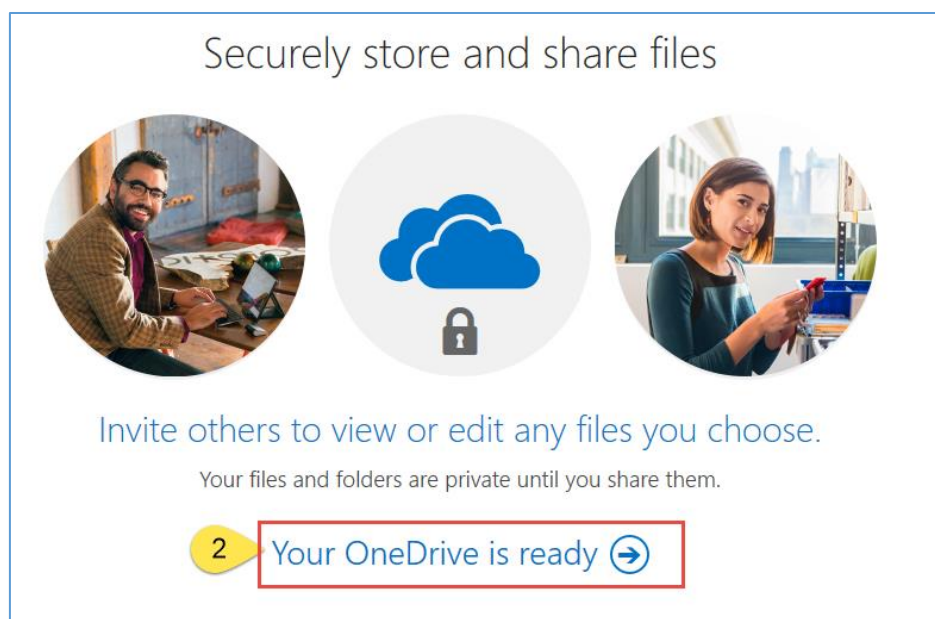 Securely store and share files
Invite others to view or edit any files you choose.
Your files and folders are private until you share them.
2 Your OneDrive is ready